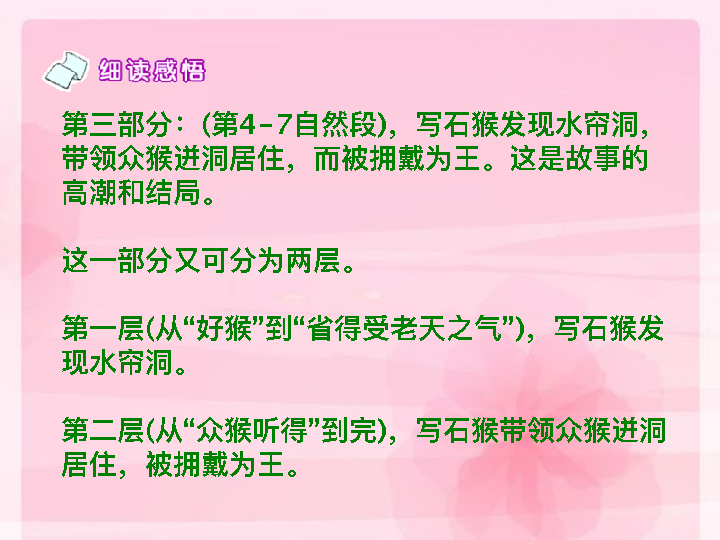 细读感悟
第三部分：(第4-7自然段)，写石猴发现水帘洞，
带领众猴迸洞居住，而被拥戴为王。这是故事的
高潮和结局。
这一部分又可分为两层。
第一层(从“好猴”到“省得受老天之气”)，写石猴发
现水帘洞。
第二层(从“众猴听得”到完)，写石猴带领众猴迸洞
居住，被拥戴为王。